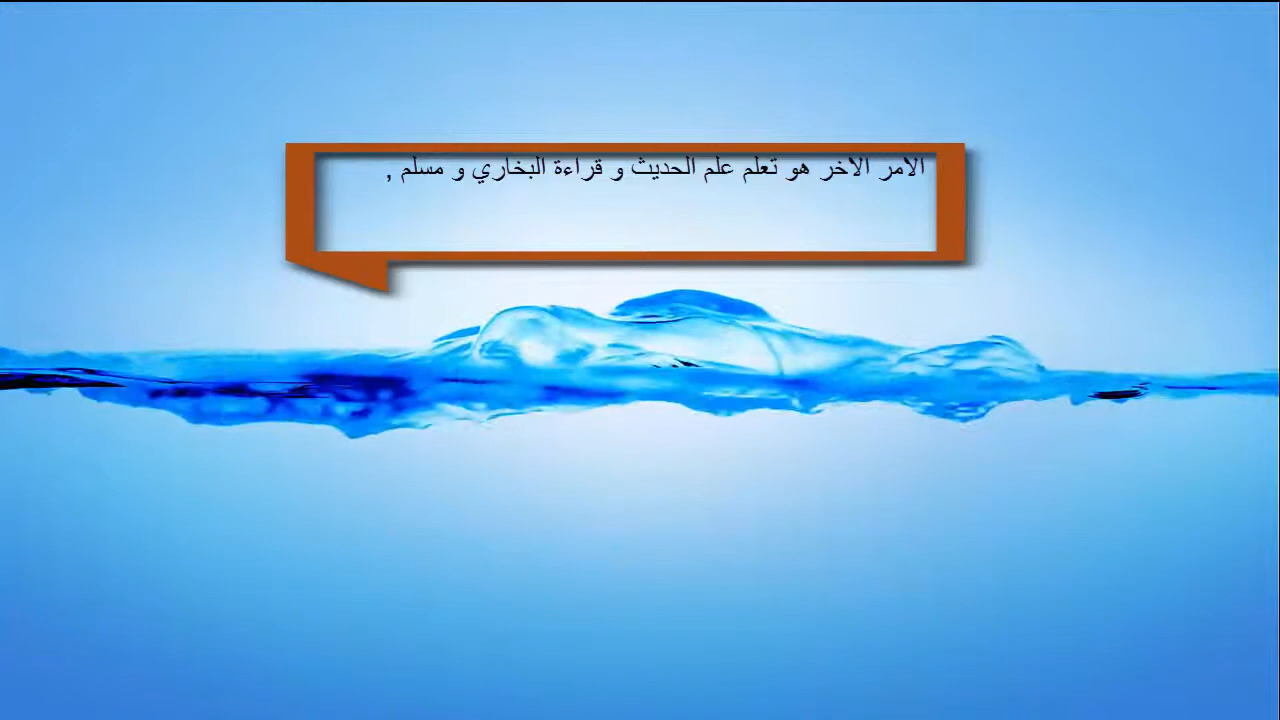 الامر الاخر هو تعلم علم الحديث و قراءة البخاري و مسلم ,